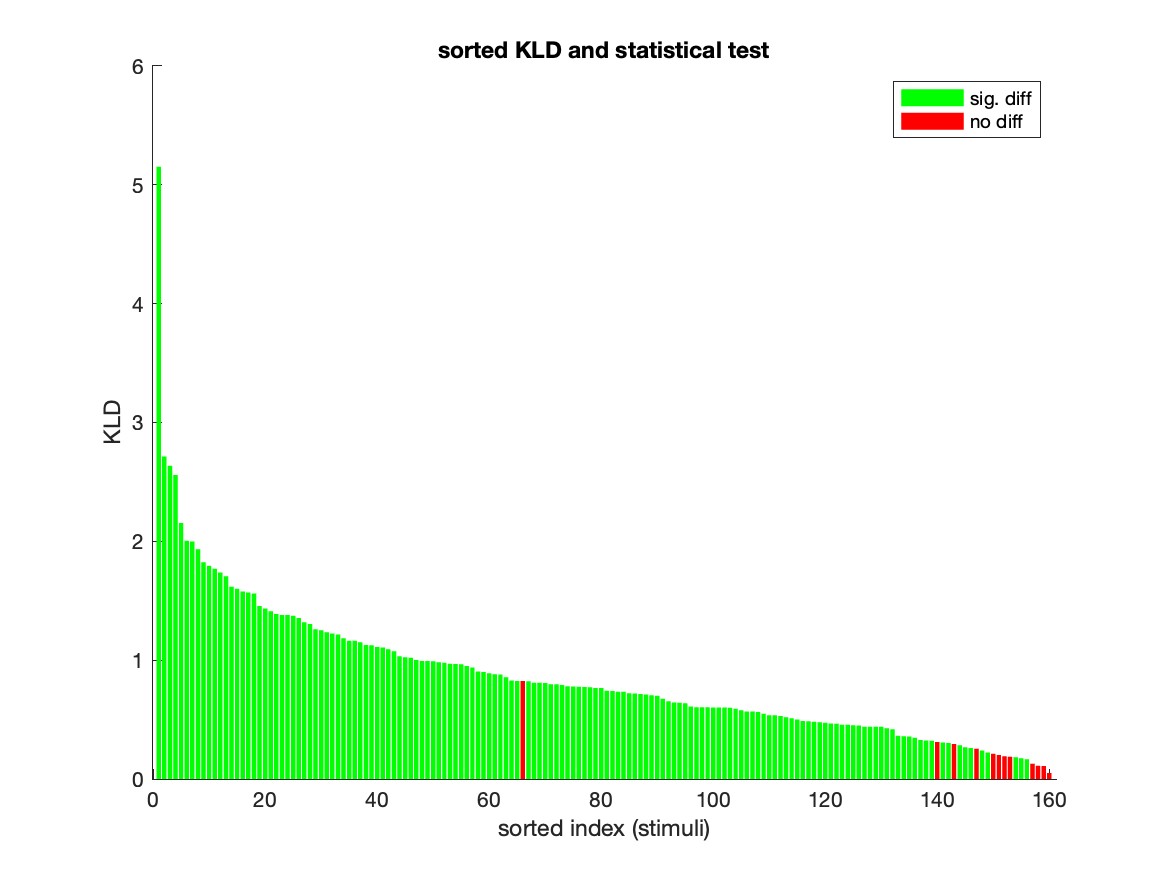 sorted KLD and statistical test
sig. diff
no diff
6
5
4
3
2
1
0
KLD
0 20 40 60 80 100 120 140 160
sorted index (stimuli)